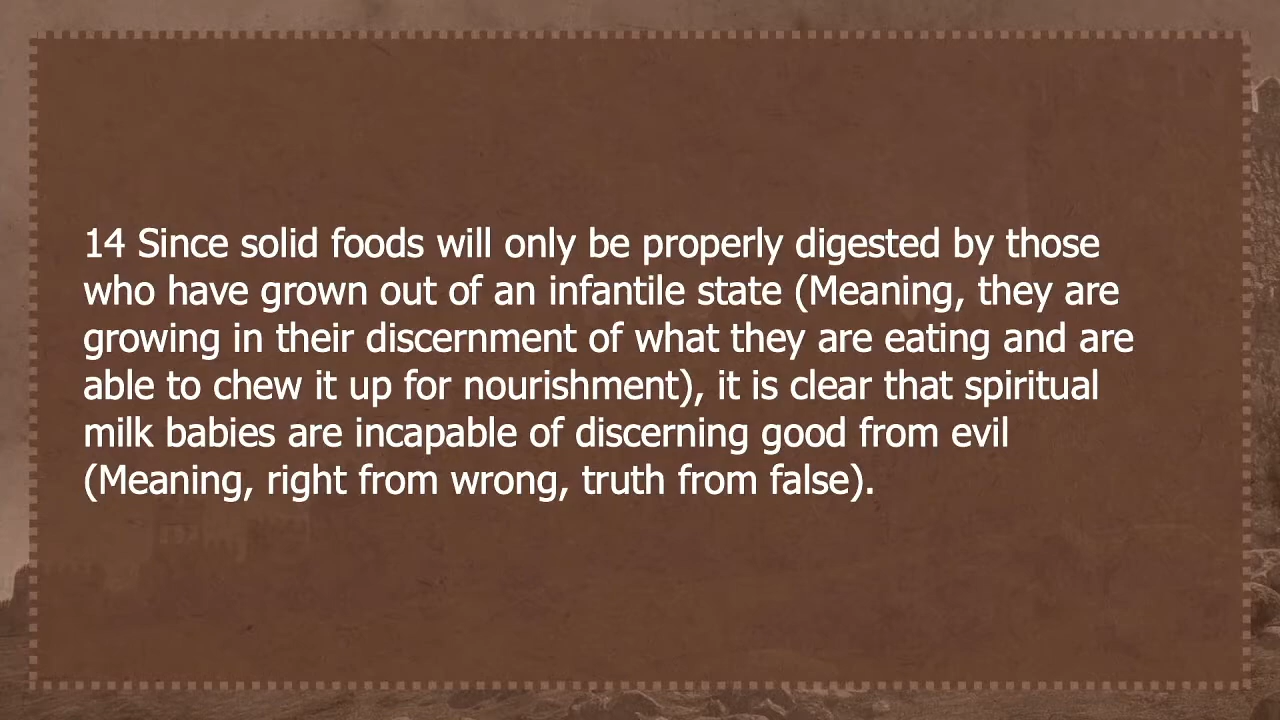 14 Since solid foods will only be properly digested by those
who have grown out of an infantile state (Meaning, they are
growing in their discernment of what they are eating and are
able to chew it up for nourishment), it is clear that spiritual
milk babies are incapable of discerning good from evil
(Meaning, right from wrong, truth from false).